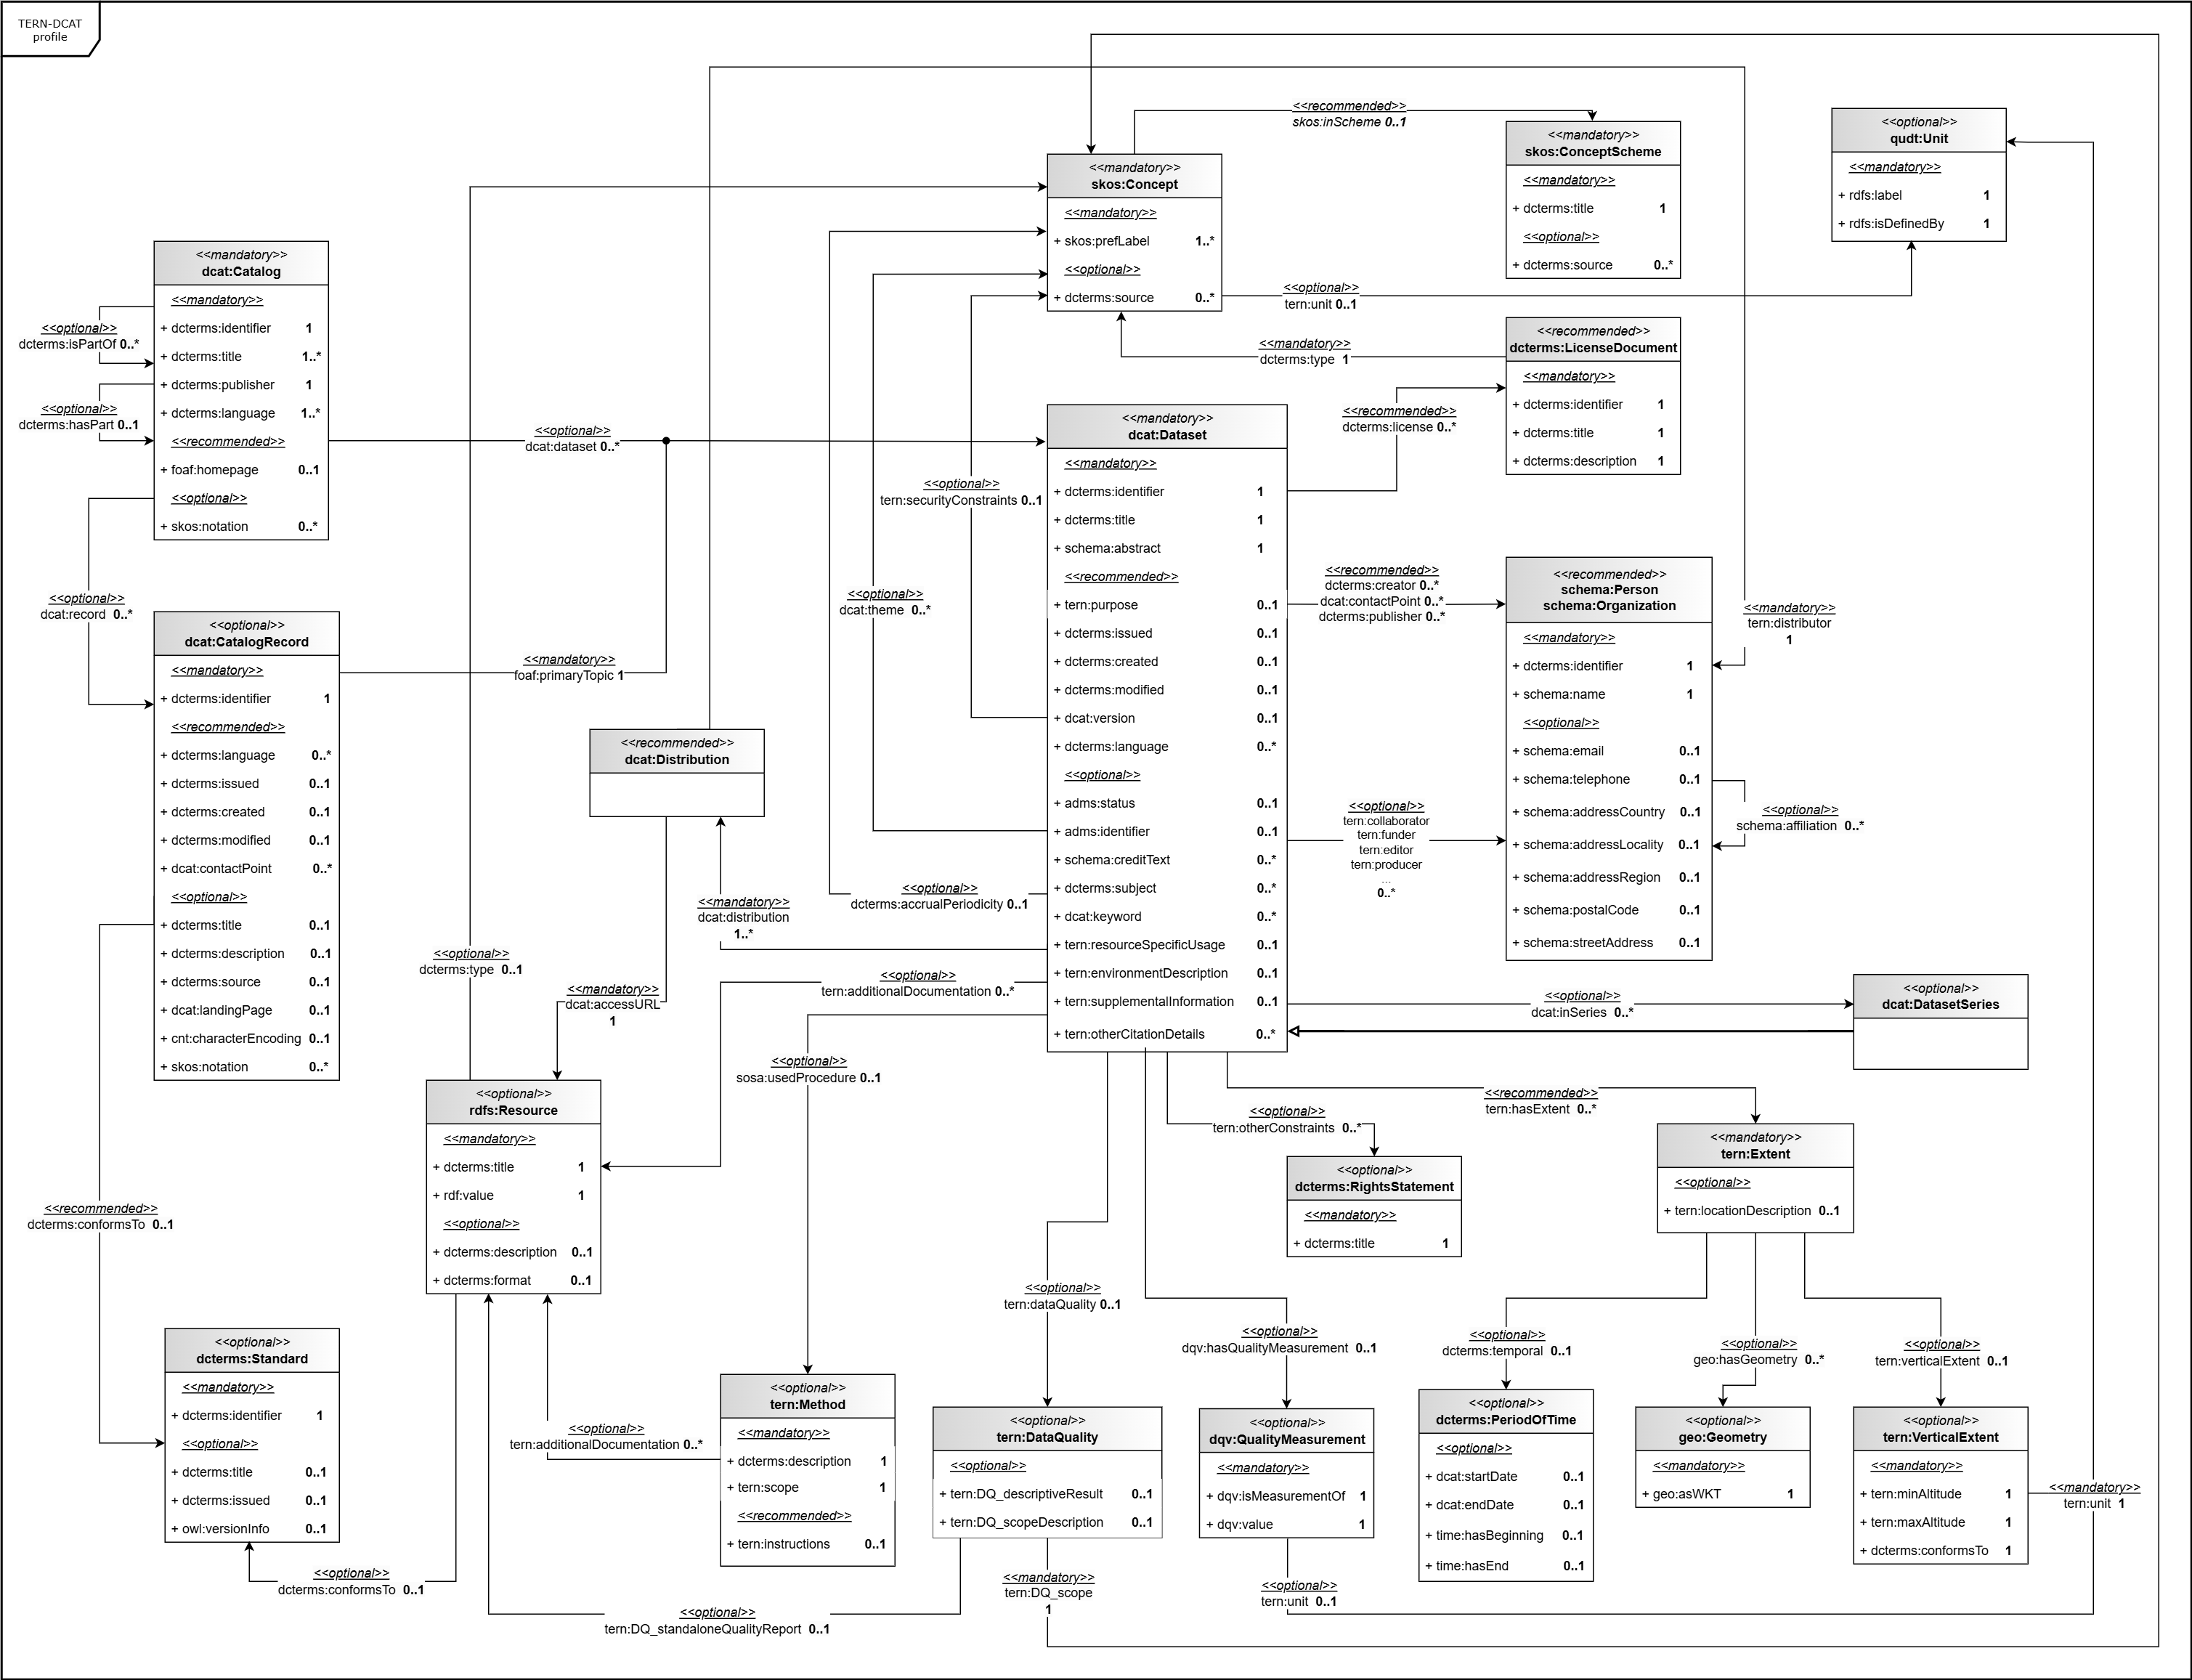 TERN-DCAT
profile
<<recommended>>
skos:inScheme 0..1
<<mandatory>>
skos:Concept
<<mandatory>>
+ skos:prefLabel 1..*
<<optional>>
+ dcterms:source 0..*
<<mandatory>>
skos:ConceptScheme
<<mandatory>>
+ dcterms:title 1
<<optional>>
+ dcterms:source 0..*
<<optional>>
qudt:Unit
<<mandatory>>
+ rdfs:label 1
+ rdfs:isDefinedBy 1
<<optional>>
tern:unit 0..1
<<mandatory>>
dcterms:type 1
<<recommended>>
dcterms:LicenseDocument
<<mandatory>>
+ dcterms:identifier 1
+ dcterms:title 1
+ dcterms:description 1
<<recommended>>
dcterms:license 0..*
<<mandatory>>
dcat:Catalog
<<mandatory>>
+ dcterms:identifier 1
+ dcterms:title 1..*
+ dcterms:publisher 1
+ dcterms:language 1..*
<<recommended>>
+ foaf:homepage 0..1
<<optional>>
+ skos:notation 0..*
<<optional>>
dcterms:isPartOf 0..*
<<optional>>
dcterms:hasPart 0..1
<<optional>>
dcat:dataset 0..*
<<optional>>
dcat:record 0..*
<<optional>>
dcat:CatalogRecord
<<mandatory>>
+ dcterms:identifier 1
<<recommended>>
+ dcterms:language 0..*
+ dcterms:issued 0..1
+ dcterms:created 0..1
+ dcterms:modified 0..1
+ dcat:contactPoint 0..*
<<optional>>
+ dcterms:title 0..1
+ dcterms:description 0..1
+ dcterms:source 0..1
+ dcat:landingPage 0..1
+ cnt:characterEncoding 0..1
+ skos:notation 0..*
<<mandatory>>
foaf:primaryTopic 1
<<recommended>>
dcat:Distribution
<<optional>>
tern:securityConstraints 0..1
<<optional>>
dcat:theme 0..*
<<optional>>
dcterms:accrualPeriodicity 0..1
<<mandatory>>
dcat:distribution
1..*
<<optional>>
dcterms:type 0..1
<<mandatory>>
dcat:accessURL
1
<<optional>>
tern:additionalDocumentation 0..*
<<optional>>
sosa:usedProcedure 0..1
<<mandatory>>
dcat:Dataset
<<mandatory>>
+ dcterms:identifier 1
+ dcterms:title 1
+ schema:abstract 1
<<recommended>>
+ tern:purpose 0..1
+ dcterms:issued 0..1
+ dcterms:created 0..1
+ dcterms:modified 0..1
+ dcat:version 0..1
+ dcterms:language 0..*
<<optional>>
+ adms:status 0..1
+ adms:identifier 0..1
+ schema:creditText 0..*
+ dcterms:subject 0..*
+ dcat:keyword 0..*
+ tern:resourceSpecificUsage 0..1
+ tern:environmentDescription 0..1
+ tern:supplementalInformation 0..1
+ tern:otherCitationDetails 0..*
<<recommended>>
dcterms:creator 0..*
dcat:contactPoint 0..*
dcterms:publisher 0..*
<<optional>>
tern:collaborator
tern:funder
tern:editor
tern:producer
...
0..*
<<recommended>>
schema:Person
schema:Organization
<<mandatory>>
+ dcterms:identifier 1
+ schema:name 1
<<optional>>
+ schema:email 0..1
+ schema:telephone 0..1
+ schema:addressCountry 0..1
+ schema:addressLocality 0..1
+ schema:addressRegion 0..1
+ schema:postalCode 0..1
+ schema:streetAddress 0..1
<<mandatory>>
tern:distributor
1
<<optional>>
schema:affiliation 0..*
<<optional>>
dcat:inSeries 0..*
<<optional>>
dcat:DatasetSeries
<<recommended>>
tern:hasExtent 0..*
<<optional>>
tern:otherConstraints 0..*
<<optional>>
dcterms:RightsStatement
<<mandatory>>
+ dcterms:title 1
<<mandatory>>
tern:Extent
<<optional>>
+ tern:locationDescription 0..1
<<optional>>
rdfs:Resource
<<mandatory>>
+ dcterms:title 1
+ rdf:value 1
<<optional>>
+ dcterms:description 0..1
+ dcterms:format 0..1
<<recommended>>
dcterms:conformsTo 0..1
<<optional>>
dcterms:Standard
<<mandatory>>
+ dcterms:identifier 1
<<optional>>
+ dcterms:title 0..1
+ dcterms:issued 0..1
+ owl:versionInfo 0..1
<<optional>>
dcterms:conformsTo 0..1
<<optional>>
tern:additionalDocumentation 0..*
<<optional>>
tern:Method
<<mandatory>>
+ dcterms:description 1
+ tern:scope 1
<<recommended>>
+ tern:instructions 0..1
<<optional>>
tern:DQ_standaloneQualityReport 0..1
<<optional>>
tern:dataQuality 0..1
<<optional>>
tern:DataQuality
<<optional>>
+ tern:DQ_descriptiveResult 0..1
+ tern:DQ_scopeDescription 0..1
<<mandatory>>
tern:DQ_scope
1
<<optional>>
dqv:hasQualityMeasurement 0..1
<<optional>>
dqv:QualityMeasurement
<<mandatory>>
+ dqv:isMeasurementOf 1
+ dqv:value 1
<<optional>>
tern:unit 0..1
<<optional>>
dcterms:temporal 0..1
<<optional>>
dcterms:PeriodOfTime
<<optional>>
+ dcat:startDate 0..1
+ dcat:endDate 0..1
+ time:hasBeginning 0..1
+ time:hasEnd 0..1
<<optional>>
geo:hasGeometry 0..*
<<optional>>
geo:Geometry
<<mandatory>>
+ geo:asWKT 1
<<optional>>
tern:verticalExtent 0..1
<<optional>>
tern:VerticalExtent
<<mandatory>>
+ tern:minAltitude 1
+ tern:maxAltitude 1
+ dcterms:conformsTo 1
<<mandatory>>
tern:unit 1